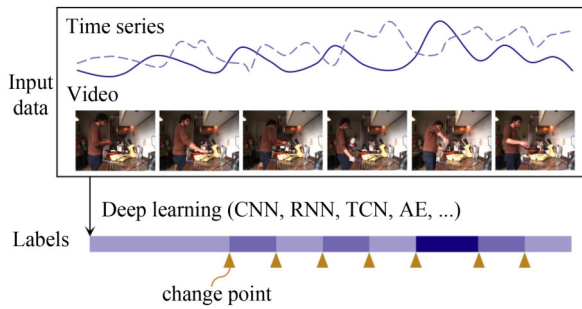 Time series
Input
data
Video
Deep learning (CNN, RNN, TCN, AE, ...)
Labels
change point